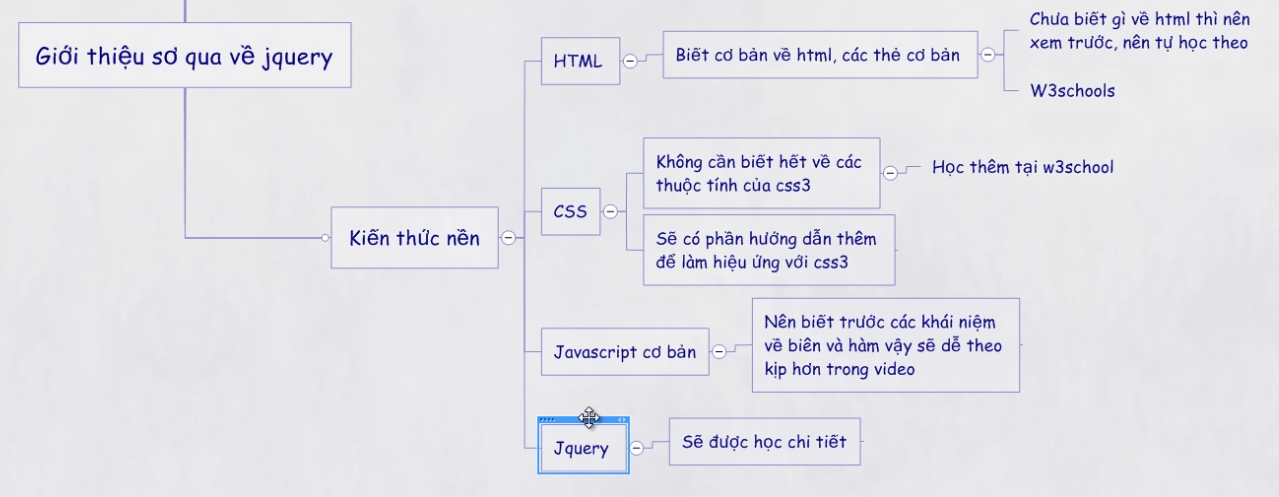 Giới thiệu sơ qua về jquery
Kiến thức nền
HTML
Biết cơ bản về html, các thẻ cơ bản
Chưa biết gì về html thì nên
xem trước, nên tự học theo
W3schools
CSS
Không cần biết hết về các
thuộc tính của css3
Học thêm tại w3school
Sẽ có phần hướng dẫn thêm
để làm hiệu ứng với css3
Javascript cơ bản
Nên biết trước các khái niệm
về biên và hàm vậy sẽ dễ theo
kịp hơn trong video
Jquery
Sẽ được học chi tiết